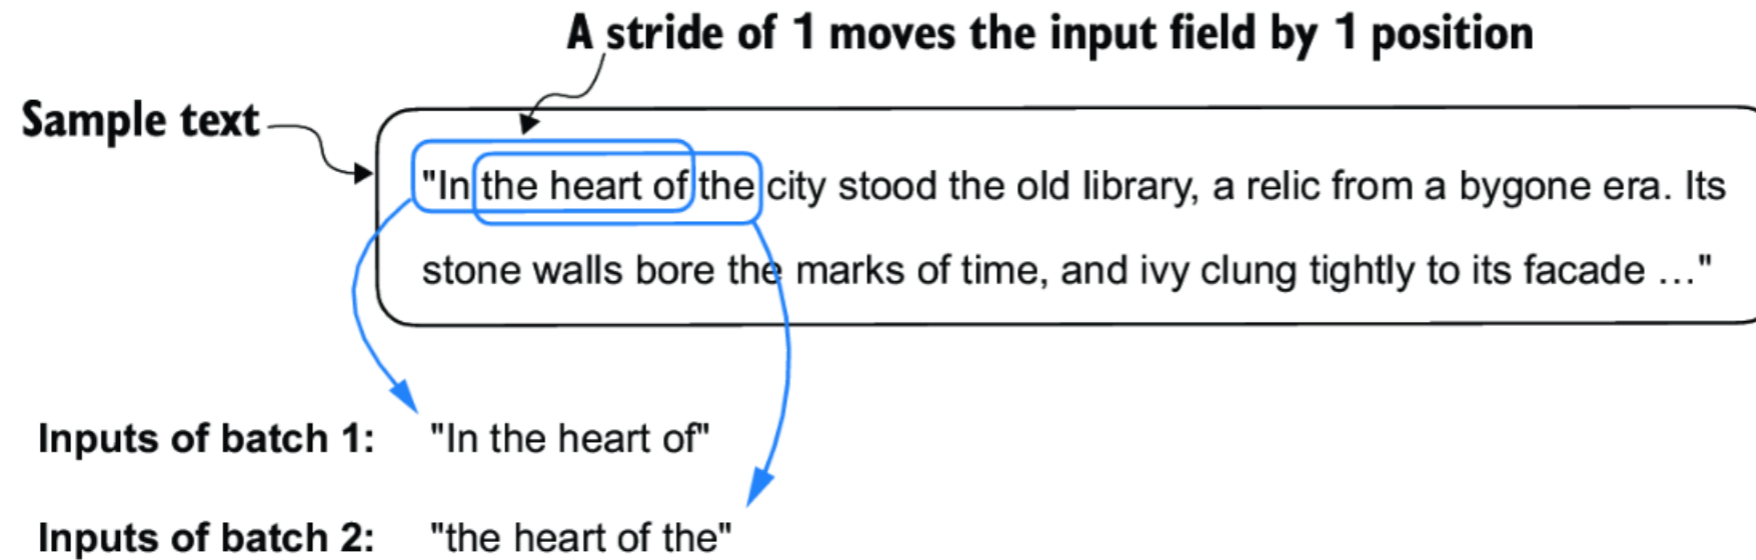 A stride of 1 moves the input field by 1 position
Sample text
"In the heart of the city stood the old library, a relic from a bygone era. Its
stone walls bore the marks of time, and ivy clung tightly to its facade …"
Inputs of batch 1: "In the heart of"
Inputs of batch 2: "the heart of the"